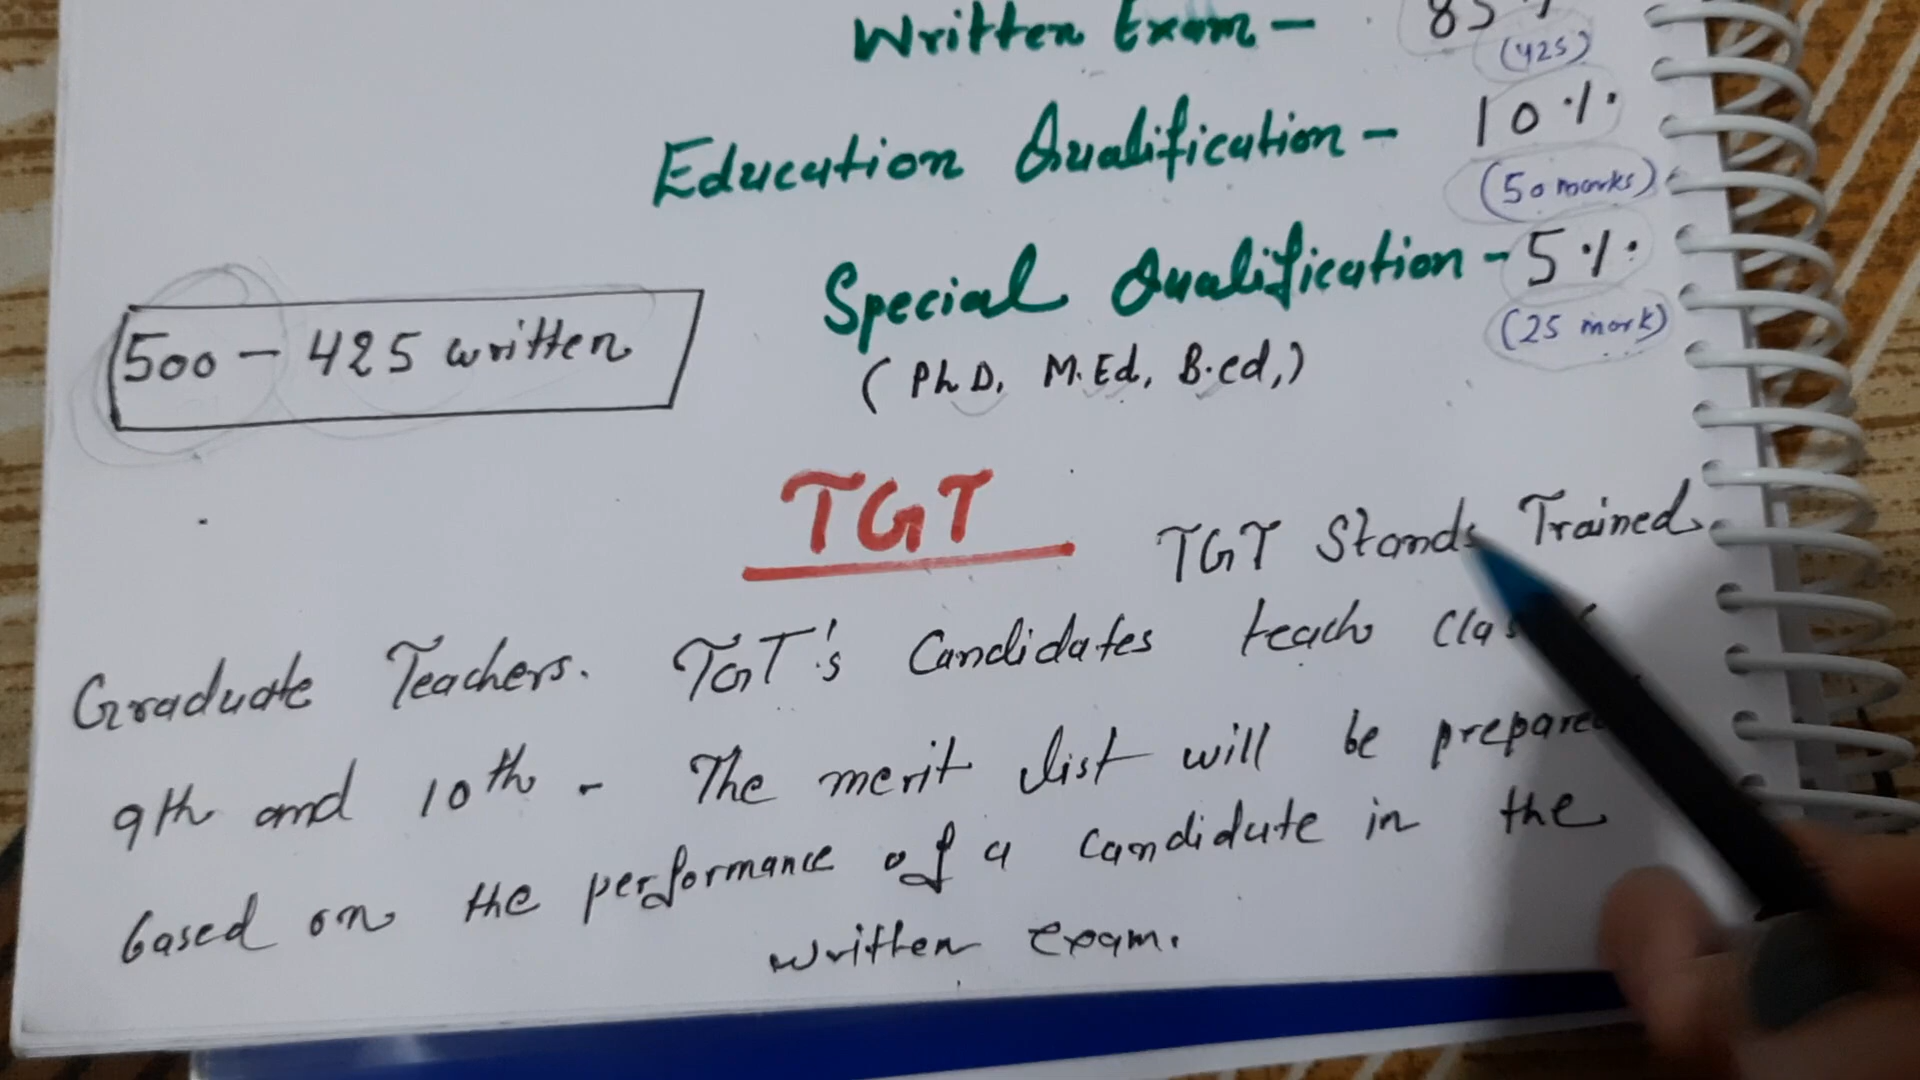 Written Exam - 85%
(425)
Education Qualification - 10%
(50 marks)
Special Qualification - 5%
(25 mark)
(Ph D, M.Ed, B.ed,)
500 - 425 written
TGT
TGT Stands Trained
Graduate Teachers. TGT's Candidates teach
9th and 10th - The merit list will be prepared
based on the performance of a candidate in the
written exam.